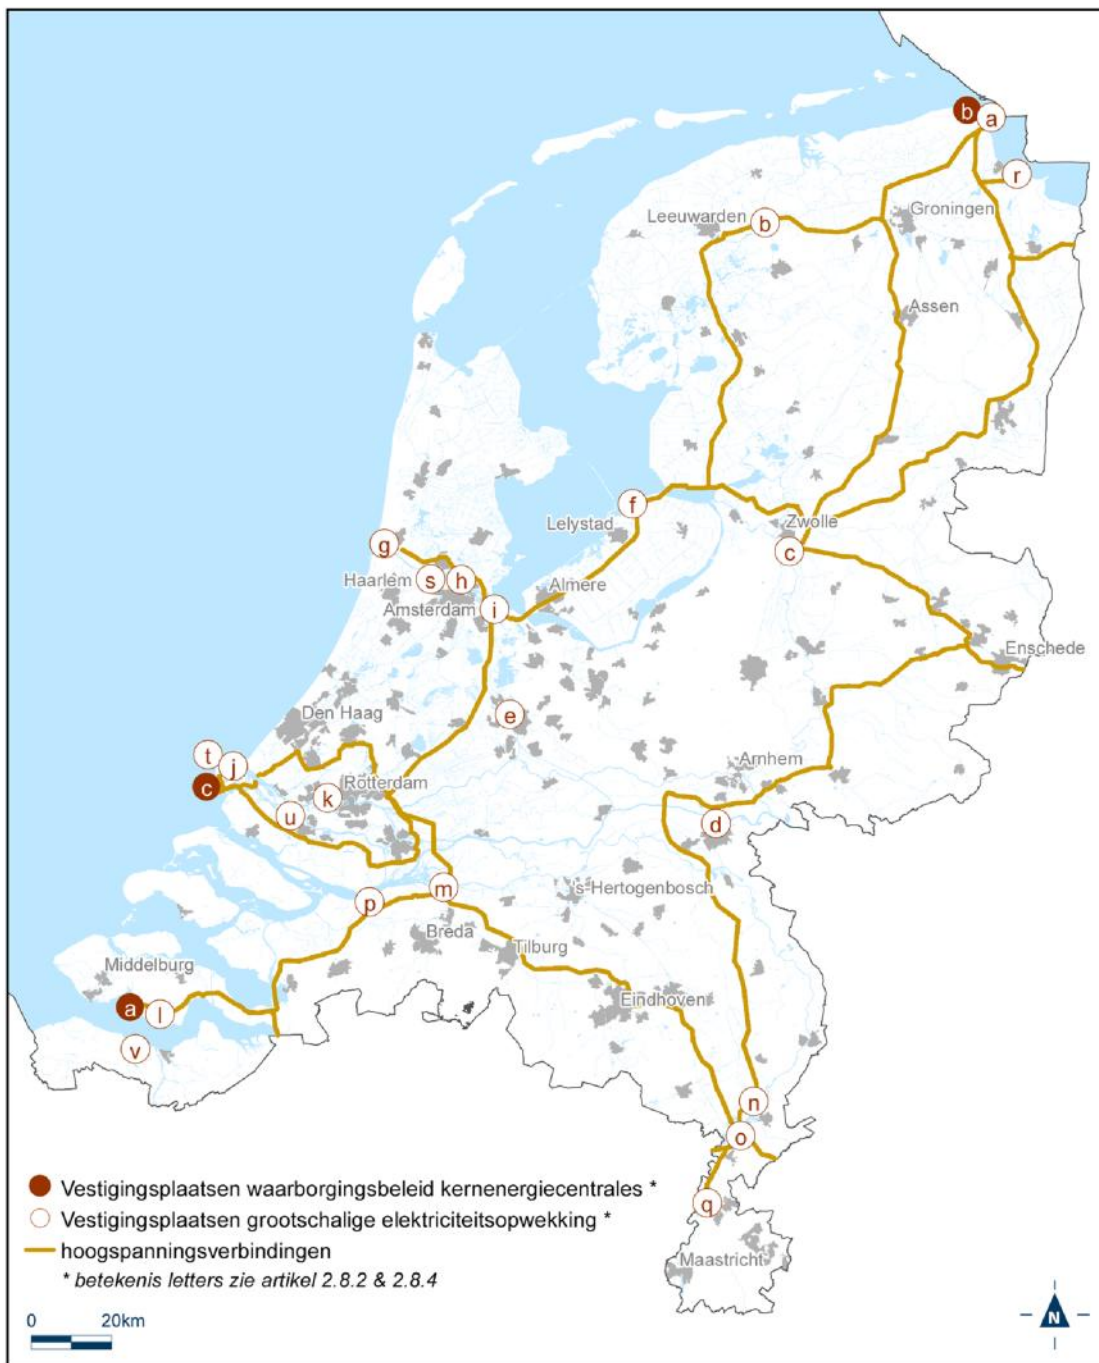 b
a
r
Leeuwarden
b
Groningen
Assen
f
Lelystad
Zwolle
c
g
Haarlem
s
h
Amsterdam
i
Almere
Enschede
e
Den Haag
t
j
c
Rotterdam
k
u
Arnhem
d
m
p
's-Hertogenbosch
Breda
Tilburg
Middelburg
a
l
v
Eindhoven
n
o
q
Maastricht
Vestigingsplaatsen waarborgingsbeleid kernenergiecentrales *
Vestigingsplaatsen grootschalige elektriciteitsopwekking *
hoogspanningsverbindingen
* betekenis letters zie artikel 2.8.2 & 2.8.4
0 20km
N